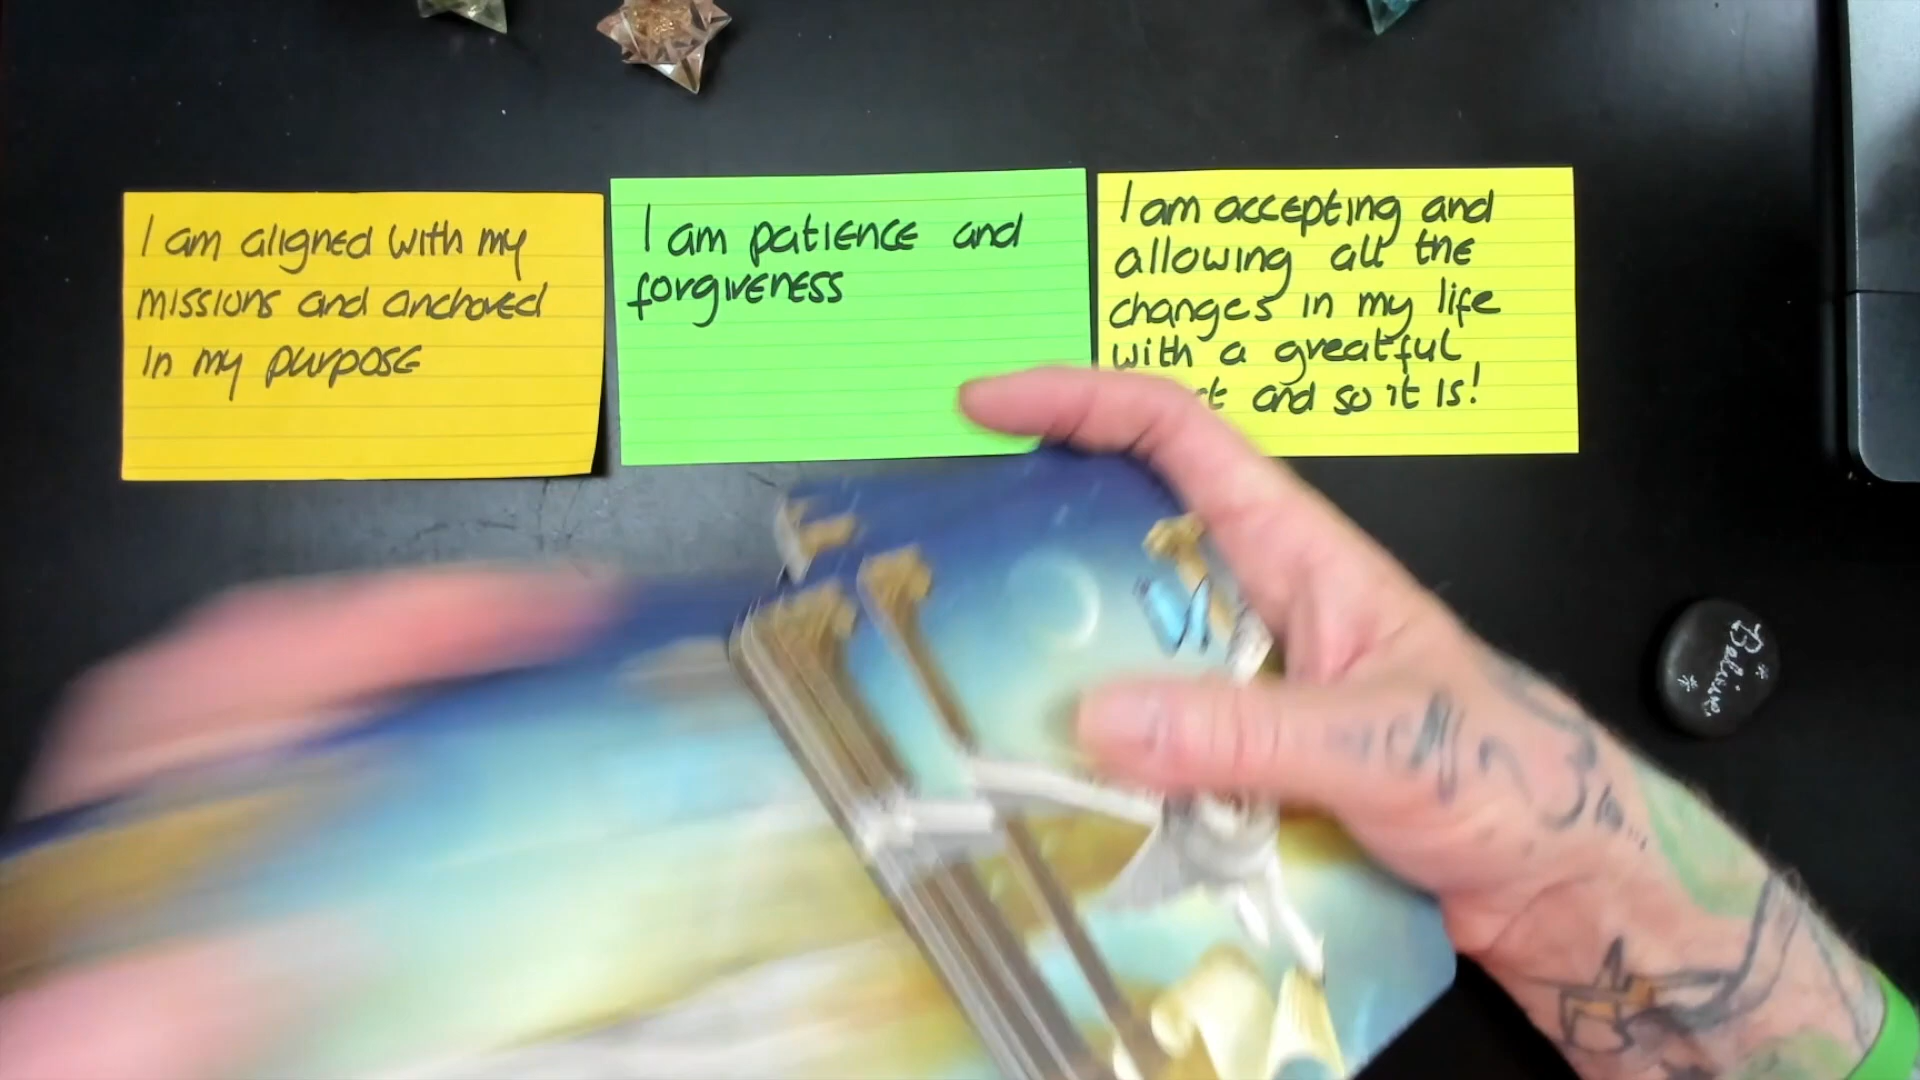 I am aligned with my
missions and anchored
in my purpose
I am patience and
forgiveness
I am accepting and
allowing all the
changes in my life
with a greatful
and so it is!
Believe